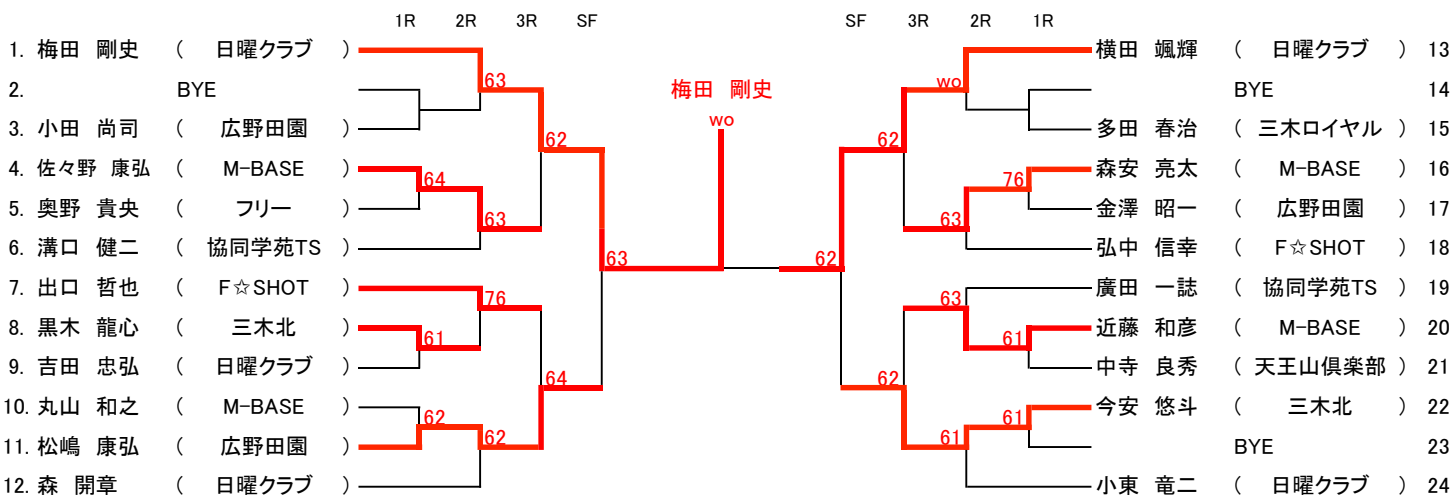 1R 2R 3R SF SF 3R 2R 1R
1. 梅田 剛史 ( 日曜クラブ ) 横田 颯輝 ( 日曜クラブ ) 13
63 wo
2. BYE 梅田 剛史 BYE 14
wo
3. 小田 尚司 ( 広野田園 ) 多田 春治 ( 三木ロイヤル ) 15
62 62
4. 佐々野 康弘 ( M-BASE ) 森安 亮太 ( M-BASE ) 16
64 76
5. 奥野 貴央 ( フリー ) 金澤 昭一 ( 広野田園 ) 17
63 63
6. 溝口 健二 ( 協同学苑TS ) 弘中 信幸 ( F☆SHOT ) 18
63 62
7. 出口 哲也 ( F☆SHOT ) 廣田 一誌 ( 協同学苑TS ) 19
76 63
8. 黒木 龍心 ( 三木北 ) 近藤 和彦 ( M-BASE ) 20
61 61
9. 吉田 忠弘 ( 日曜クラブ ) 中寺 良秀 ( 天王山倶楽部 ) 21
64 62
10. 丸山 和之 ( M-BASE ) 今安 悠斗 ( 三木北 ) 22
62 61
11. 松嶋 康弘 ( 広野田園 ) BYE 23
62 61
12. 森 開章 ( 日曜クラブ ) 小東 竜二 ( 日曜クラブ ) 24